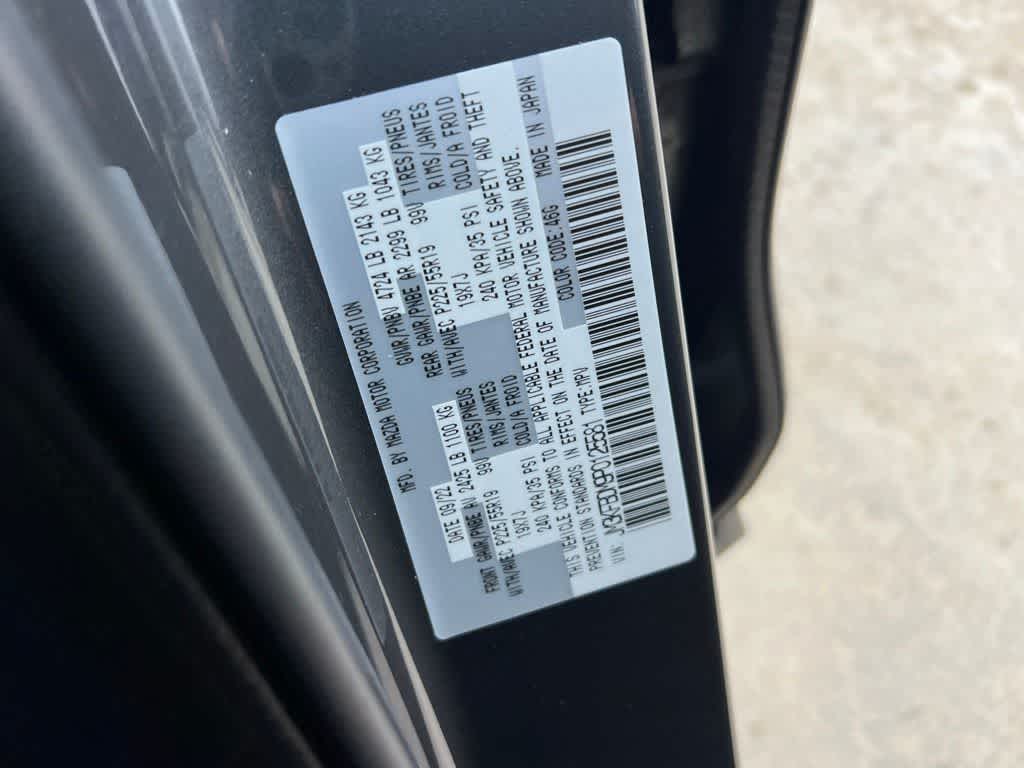 MFD. BY MAZDA MOTOR CORPORATION
DATE 09/22 GVWR/PNBV 4724 LB 2143 KG
FRONT GAWR/PNBE AV 2425 LB 1100 KG REAR GAWR/PNBE AR 2299 LB 1043 KG
WITH/AVEC P225/55R19 99V TIRES/PNEUS WITH/AVEC P225/55R19 99V TIRES/PNEUS
19X7J RIMS/JANTES 19X7J RIMS/JANTES
240 KPA/35 PSI COLD/A FROID 240 KPA/35 PSI COLD/A FROID
THIS VEHICLE CONFORMS TO ALL APPLICABLE FEDERAL MOTOR VEHICLE SAFETY AND THEFT
PREVENTION STANDARDS IN EFFECT ON THE DATE OF MANUFACTURE SHOWN ABOVE.
VIN: TYPE:MPV COLOR CODE:46G MADE IN JAPAN